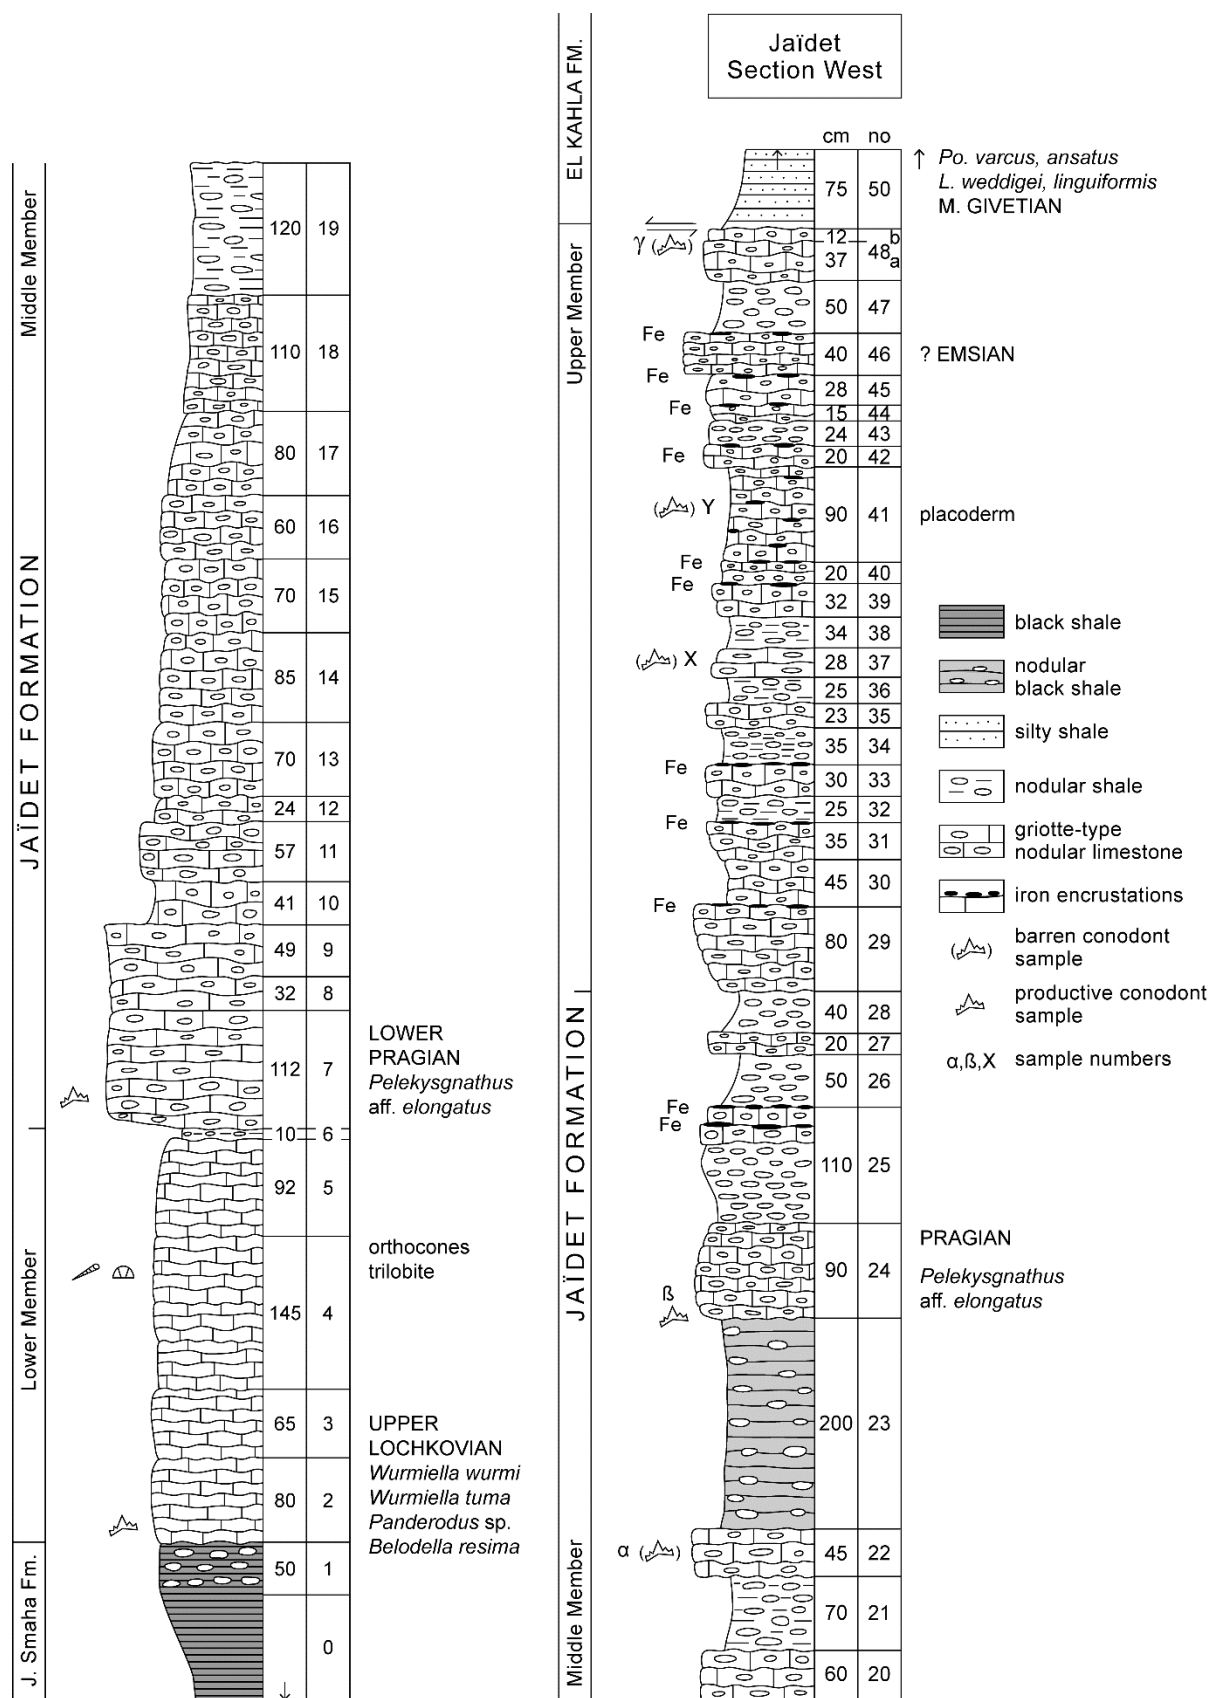 Jaïdet
Section West
JAÏDET FORMATION
Middle Member
Lower Member
J. Smaha Fm.
120 19
110 18
80 17
60 16
70 15
85 14
70 13
24 12
57 11
41 10
49 9
32 8
112 7
10 6
92 5
145 4
65 3
80 2
50 1
0
LOWER
PRAGIAN
Pelekysgnathus
aff. elongatus
orthocones
trilobite
UPPER
LOCHKOVIAN
Wurmiella wurmi
Wurmiella tuma
Panderodus sp.
Belodella resima
EL KAHLA FM.
Upper Member
JAÏDET FORMATION
Middle Member
cm no
75 50
12 b
48
37 a
50 47
40 46
28 45
15 44
24 43
20 42
90 41
20 40
32 39
34 38
28 37
25 36
23 35
35 34
30 33
25 32
35 31
45 30
80 29
40 28
20 27
50 26
110 25
90 24
200 23
45 22
70 21
60 20
γ
Fe
Fe
Fe
Fe
Y
Fe
Fe
X
Fe
Fe
Fe
Fe
Fe
ß
α
Po. varcus, ansatus
L. weddigei, linguiformis
M. GIVETIAN
? EMSIAN
placoderm
PRAGIAN
Pelekysgnathus
aff. elongatus
black shale
nodular
black shale
silty shale
nodular shale
griotte-type
nodular limestone
iron encrustations
barren conodont
sample
productive conodont
sample
α,ß,X sample numbers